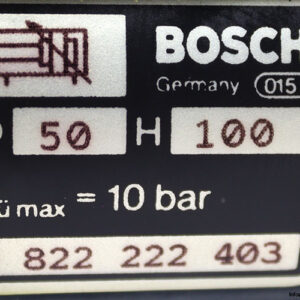 BOSCH
Germany 015
50 H 100
ü max = 10 bar
822 222 403